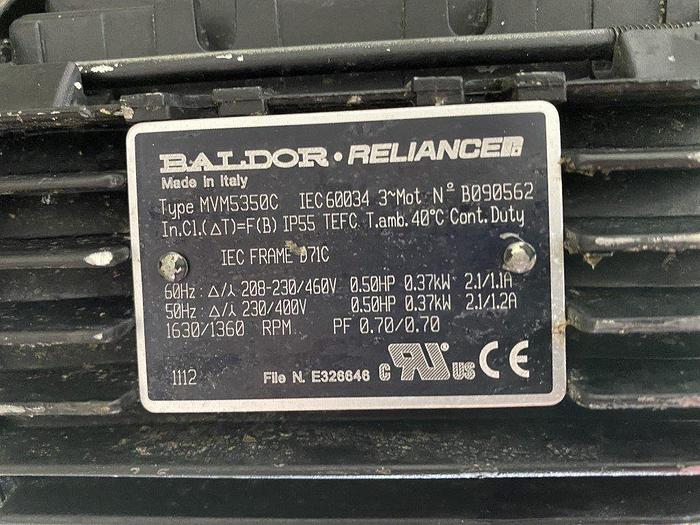 BALDOR • RELIANCE
Made in Italy
Type MVM5350C IEC60034 3~Mot Nº B090562
In.Cl.(ΔT)=F(B) IP55 TEFC T.amb.40°C Cont.Duty
IEC FRAME D71C
60Hz: Δ/⅄ 208-230/460V 0.50HP 0.37kW 2.1/1.1A
50Hz: Δ/⅄ 230/400V 0.50HP 0.37kW 2.1/1.2A
1630/1360 RPM PF 0.70/0.70
1112 File N. E326646 C RU US CE